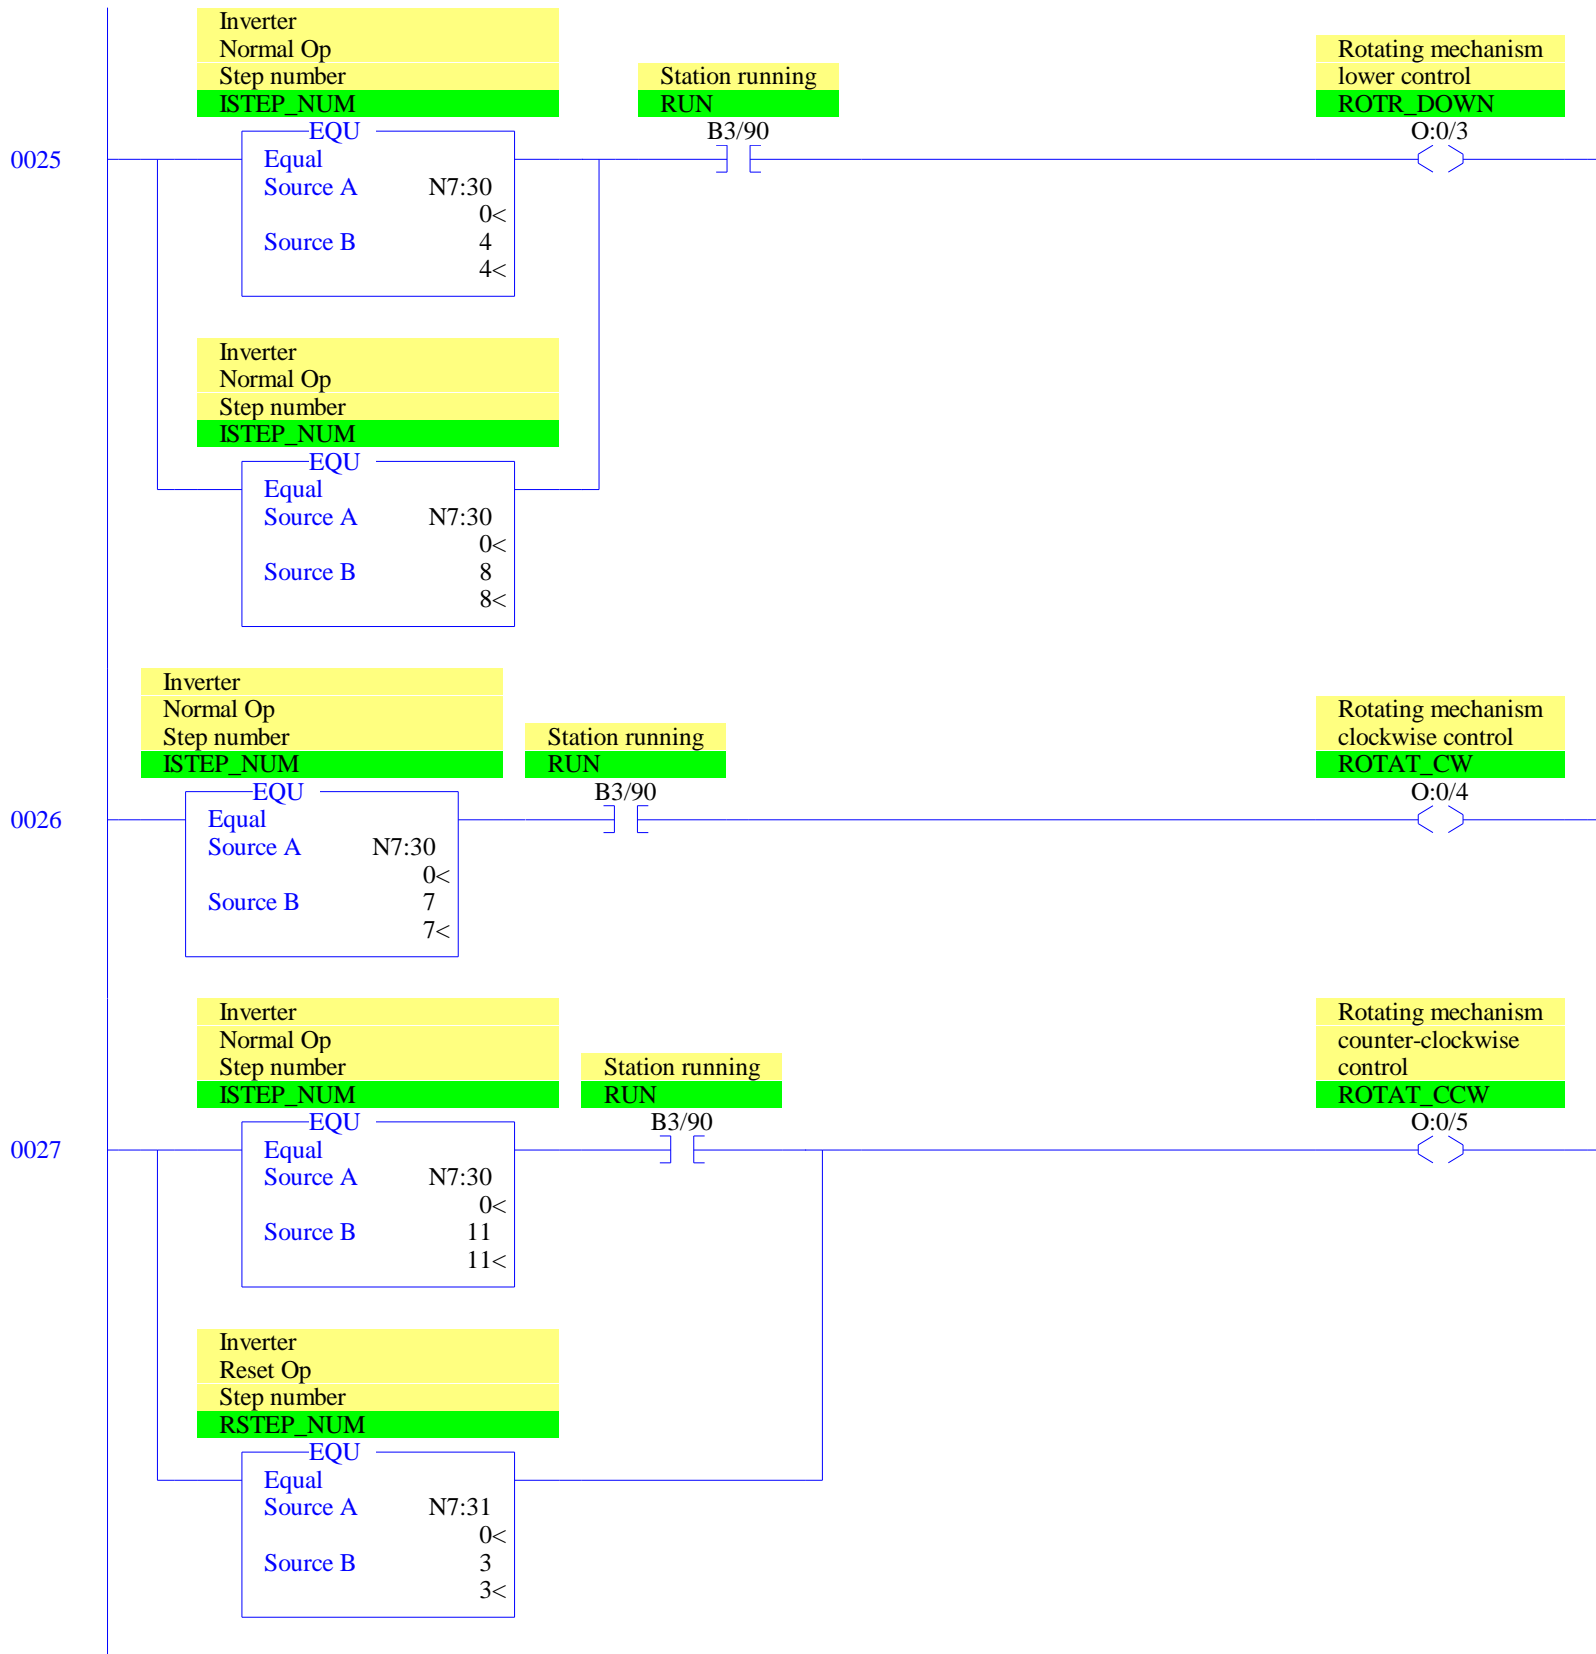 Inverter
Normal Op
Step number
ISTEP_NUM
Station running
RUN
Rotating mechanism
lower control
ROTR_DOWN
0025
EQU
Equal
Source A N7:30
0<
Source B 4
4<
B3/90
O:0/3
Inverter
Normal Op
Step number
ISTEP_NUM
EQU
Equal
Source A N7:30
0<
Source B 8
8<
Inverter
Normal Op
Step number
ISTEP_NUM
Station running
RUN
Rotating mechanism
clockwise control
ROTAT_CW
0026
EQU
Equal
Source A N7:30
0<
Source B 7
7<
B3/90
O:0/4
Inverter
Normal Op
Step number
ISTEP_NUM
Station running
RUN
Rotating mechanism
counter-clockwise
control
ROTAT_CCW
0027
EQU
Equal
Source A N7:30
0<
Source B 11
11<
B3/90
O:0/5
Inverter
Reset Op
Step number
RSTEP_NUM
EQU
Equal
Source A N7:31
0<
Source B 3
3<